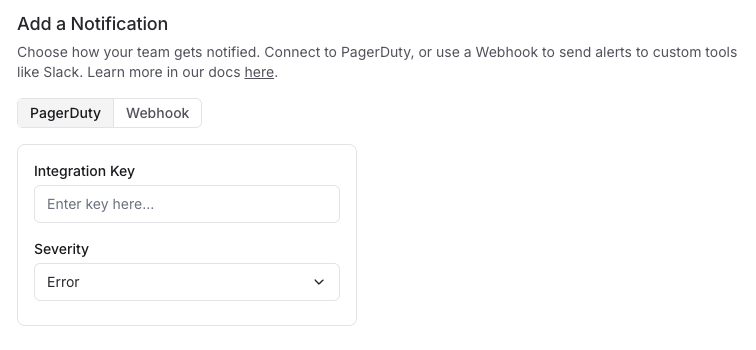 Add a Notification
Choose how your team gets notified. Connect to PagerDuty, or use a Webhook to send alerts to custom tools
like Slack. Learn more in our docs here.
PagerDuty Webhook
Integration Key
Enter key here...
Severity
Error